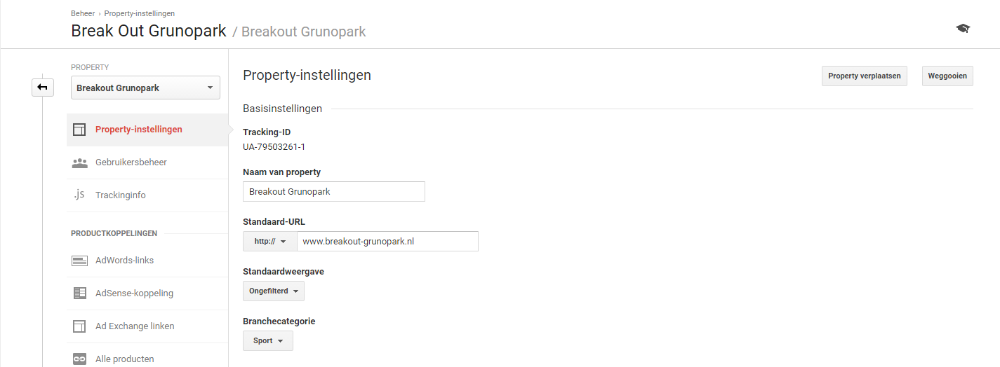 Beheer › Property-instellingen
Break Out Grunopark / Breakout Grunopark
PROPERTY
Breakout Grunopark
Property-instellingen
Gebruikersbeheer
.js Trackinginfo
PRODUCTKOPPELINGEN
AdWords-links
AdSense-koppeling
Ad Exchange linken
Alle producten
Property-instellingen
Property verplaatsen
Weggooien
Basisinstellingen
Tracking-ID
UA-79503261-1
Naam van property
Breakout Grunopark
Standaard-URL
http:// www.breakout-grunopark.nl
Standaardweergave
Ongefilterd
Branchecategorie
Sport